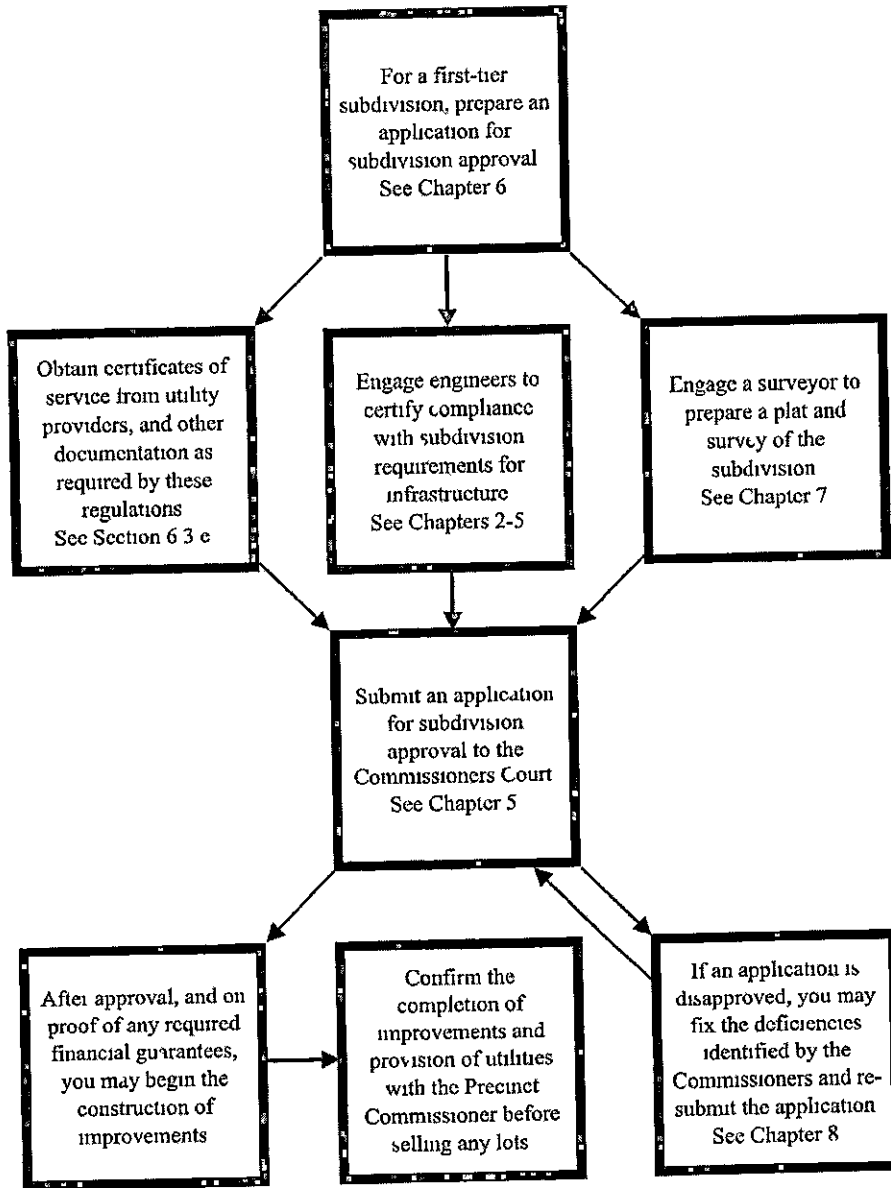 For a first-tier
subdivision, prepare an
application for
subdivision approval
See Chapter 6
Obtain certificates of
service from utility
providers, and other
documentation as
required by these
regulations
See Section 6 3 e
Engage engineers to
certify compliance
with subdivision
requirements for
infrastructure
See Chapters 2-5
Engage a surveyor to
prepare a plat and
survey of the
subdivision
See Chapter 7
Submit an application
for subdivision
approval to the
Commissioners Court
See Chapter 5
After approval, and on
proof of any required
financial guarantees,
you may begin the
construction of
improvements
Confirm the
completion of
improvements and
provision of utilities
with the Precinct
Commissioner before
selling any lots
If an application is
disapproved, you may
fix the deficiencies
identified by the
Commissioners and re-
submit the application
See Chapter 8